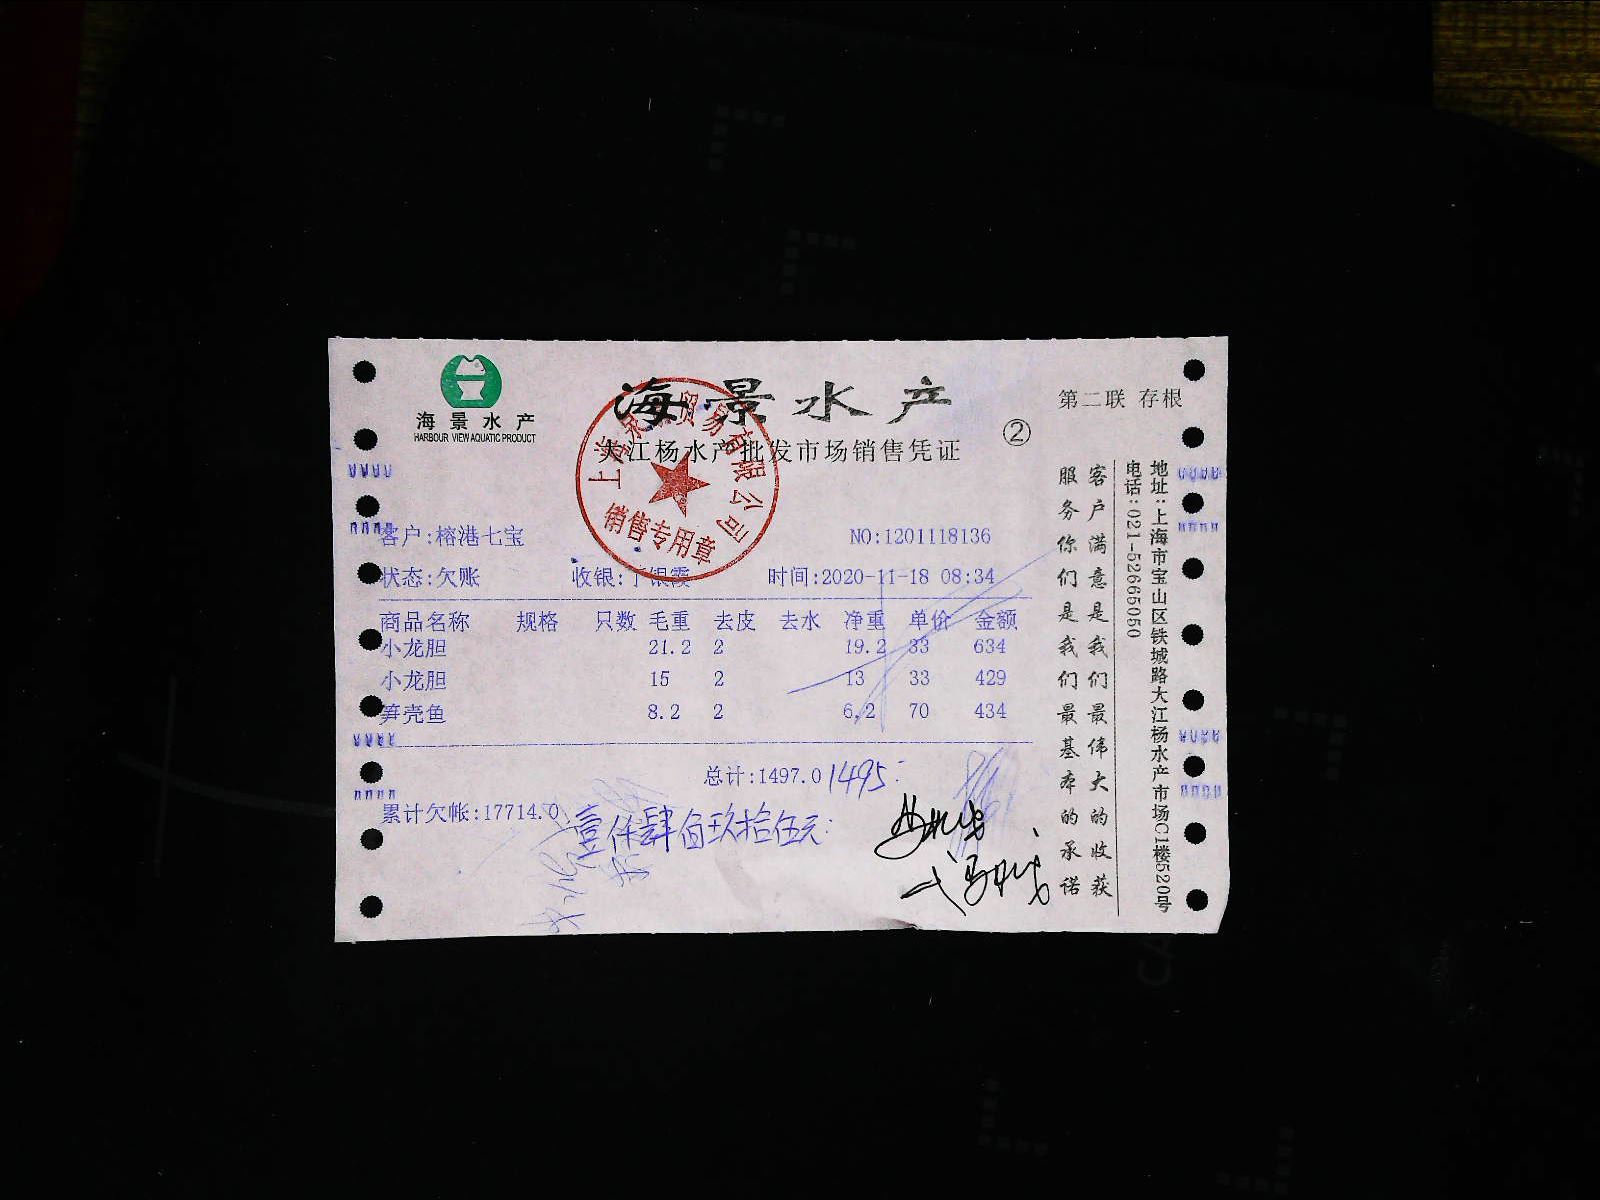 海景水产
HARBOUR VIEW AQUATIC PRODUCT
海景水产
大江杨水产批发市场销售凭证
②
第二联 存根
销售专用章
客户:榕港七宝 NO:1201118136
状态:欠账 收银:丁银霞 时间:2020-11-18 08:34
商品名称 规格 只数 毛重 去皮 去水 净重 单价 金额
小龙胆 21.2 2 19.2 33 634
小龙胆 15 2 13 33 429
笋壳鱼 8.2 2 6.2 70 434
总计:1497.0 1495
累计欠帐:17714.0 壹仟肆佰玖拾伍元
客户满意是我们最伟大的收获
服务你们是我们最基本的承诺
地址:上海市宝山区铁城路大江杨水产市场C1楼520号
电话:021-52665050